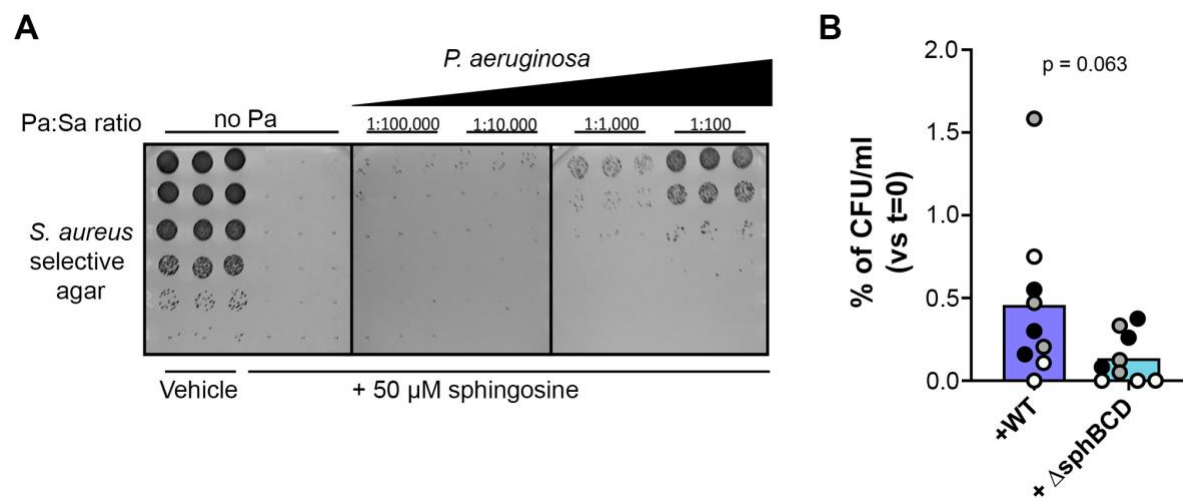 A
P. aeruginosa
Pa:Sa ratio
no Pa
1:100,000
1:10,000
1:1,000
1:100
S. aureus
selective
agar
Vehicle
+ 50 µM sphingosine
B
% of CFU/ml
(vs t=0)
2.0
1.5
1.0
0.5
0.0
p = 0.063
+WT
+ ΔsphBCD